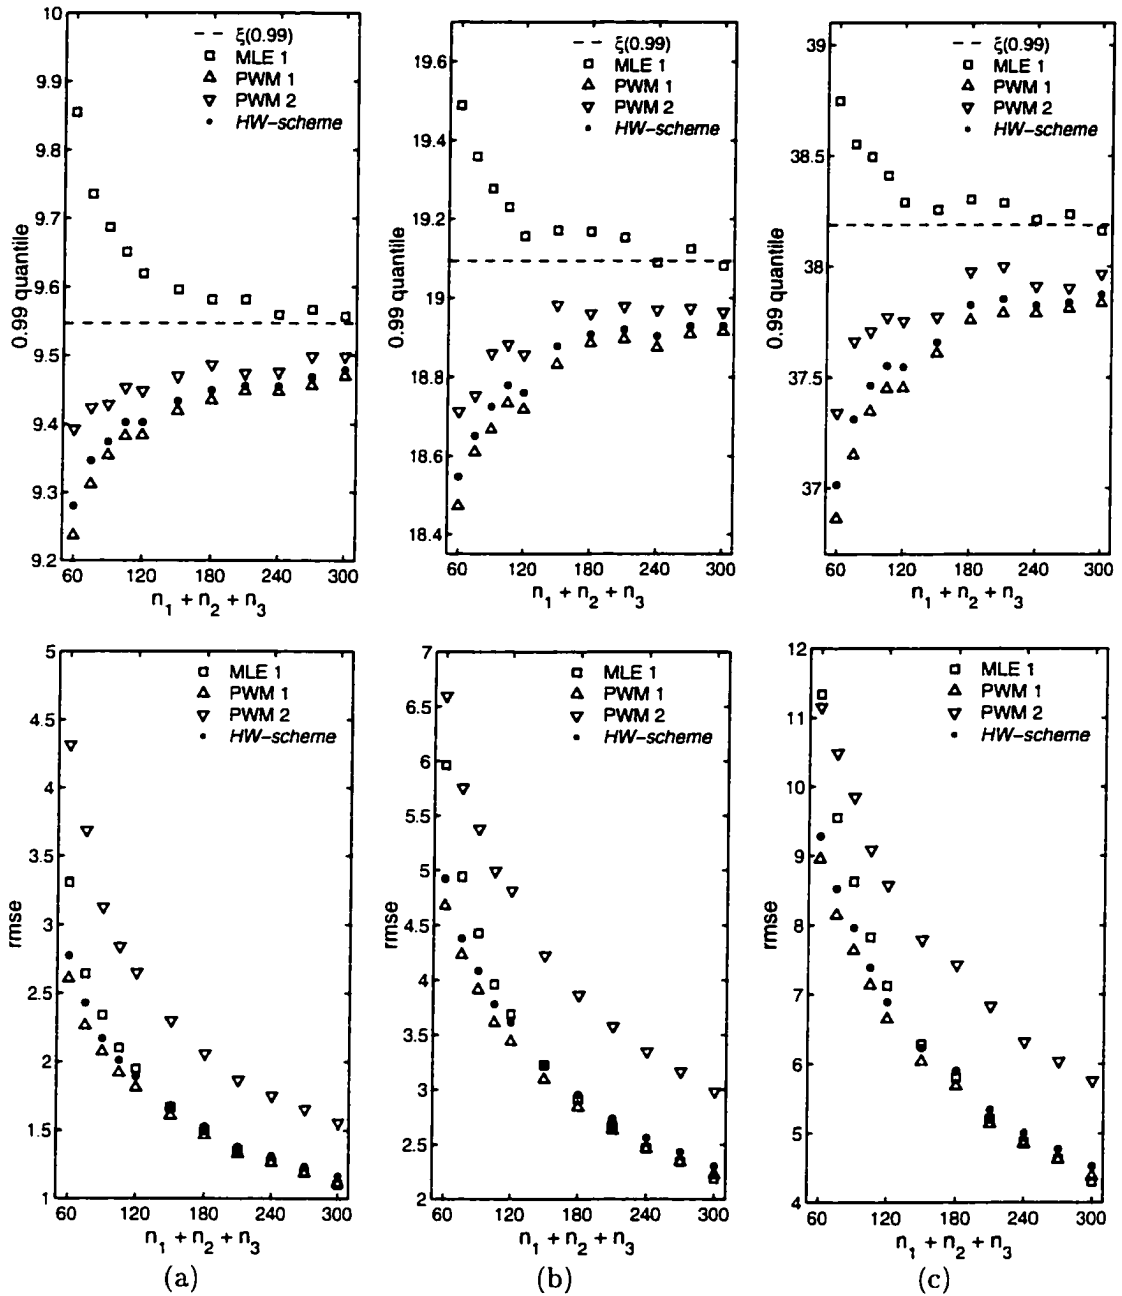 10
9.9
9.8
9.7
9.6
9.5
9.4
9.3
9.2
0.99 quantile
60 120 180 240 300
n1 + n2 + n3
ξ(0.99)
MLE 1
PWM 1
PWM 2
HW-scheme
19.6
19.4
19.2
19
18.8
18.6
18.4
0.99 quantile
60 120 180 240 300
n1 + n2 + n3
ξ(0.99)
MLE 1
PWM 1
PWM 2
HW-scheme
39
38.5
38
37.5
37
0.99 quantile
60 120 180 240 300
n1 + n2 + n3
ξ(0.99)
MLE 1
PWM 1
PWM 2
HW-scheme
5
4.5
4
3.5
3
2.5
2
1.5
1
rmse
60 120 180 240 300
n1 + n2 + n3
MLE 1
PWM 1
PWM 2
HW-scheme
(a)
7
6.5
6
5.5
5
4.5
4
3.5
3
2.5
2
rmse
60 120 180 240 300
n1 + n2 + n3
MLE 1
PWM 1
PWM 2
HW-scheme
(b)
12
11
10
9
8
7
6
5
4
rmse
60 120 180 240 300
n1 + n2 + n3
MLE 1
PWM 1
PWM 2
HW-scheme
(c)